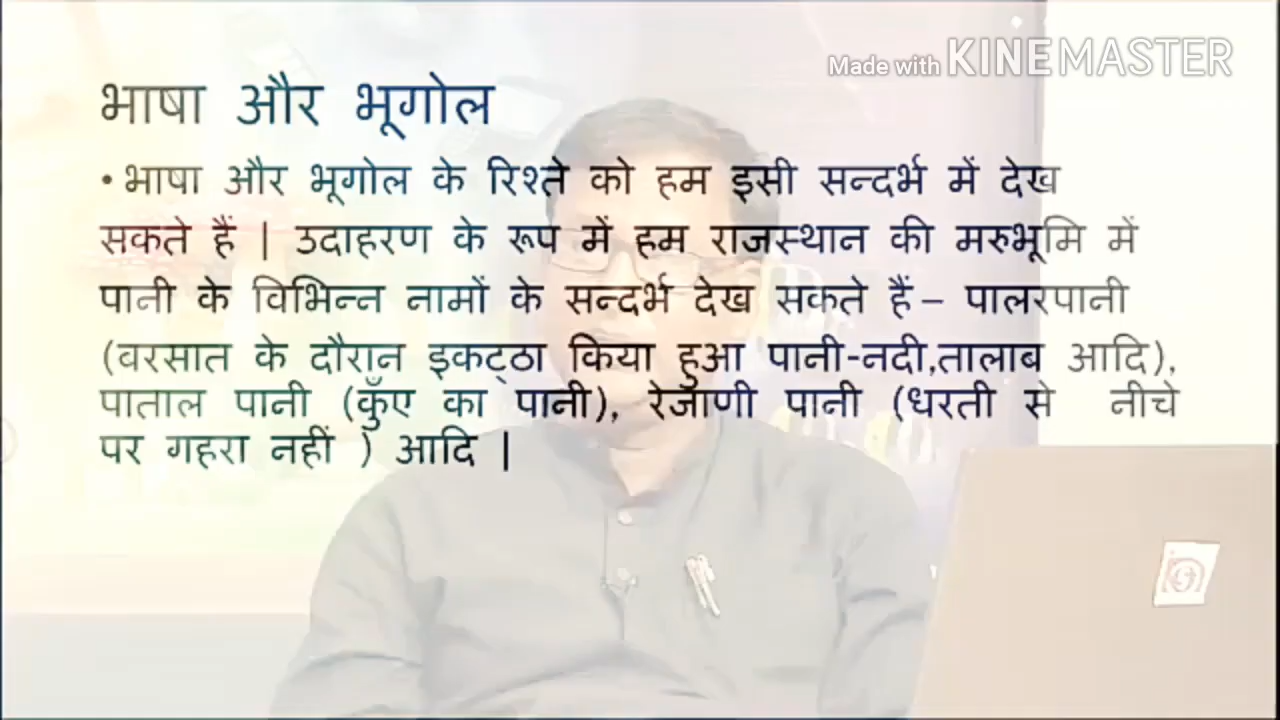 Made with KINEMASTER
भाषा और भूगोल
• भाषा और भूगोल के रिश्ते को हम इसी सन्दर्भ में देख
सकते हैं | उदाहरण के रूप में हम राजस्थान की मरुभूमि में
पानी के विभिन्न नामों के सन्दर्भ देख सकते हैं – पालरपानी
(वरसात के दौरान इकट्ठा किया हुआ पानी-नदी,तालाब आदि),
पाताल पानी (कुँए का पानी), रेजाणी पानी (धरती से नीचे
पर गहरा नहीं ) आदि |